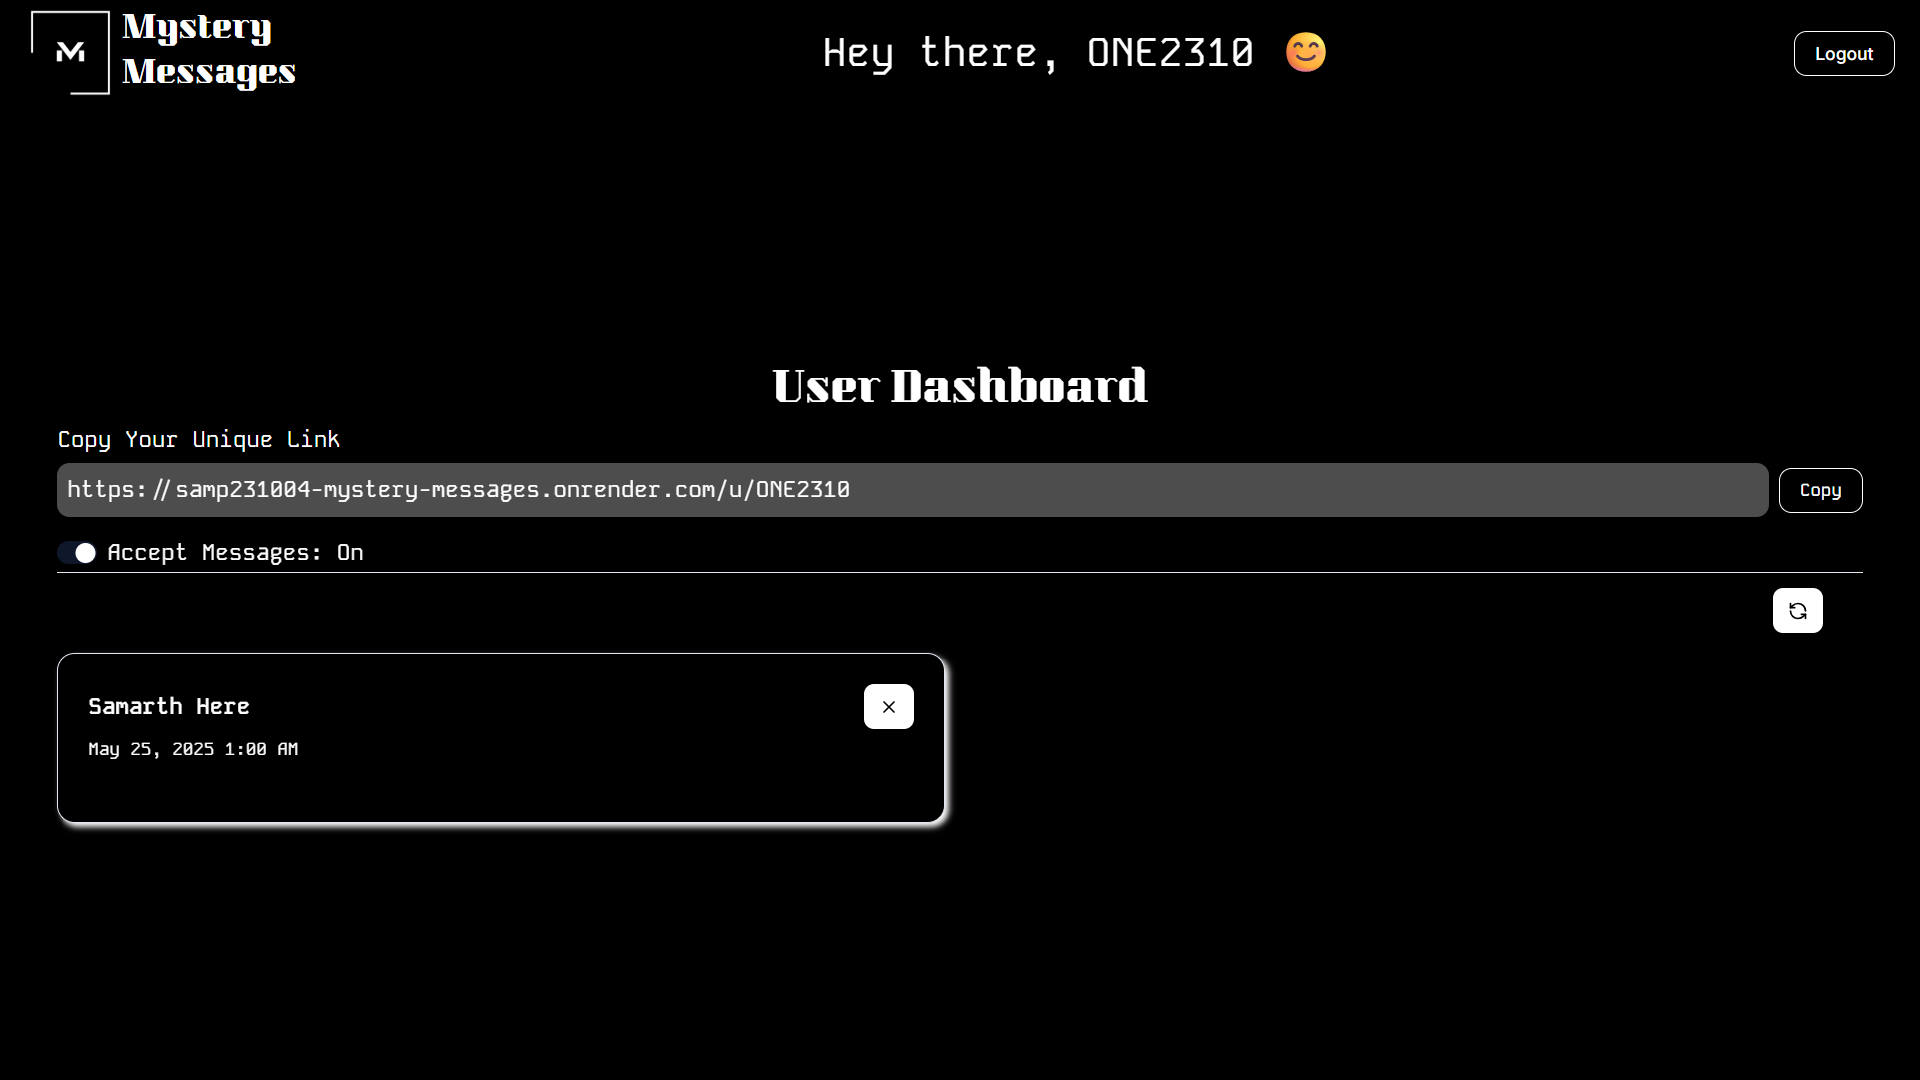 M
Mystery
Messages
Hey there, ONE2310 😊
Logout
User Dashboard
Copy Your Unique Link
https://samp231004-mystery-messages.onrender.com/u/ONE2310
Copy
Accept Messages: On
Samarth Here
May 25, 2025 1:00 AM